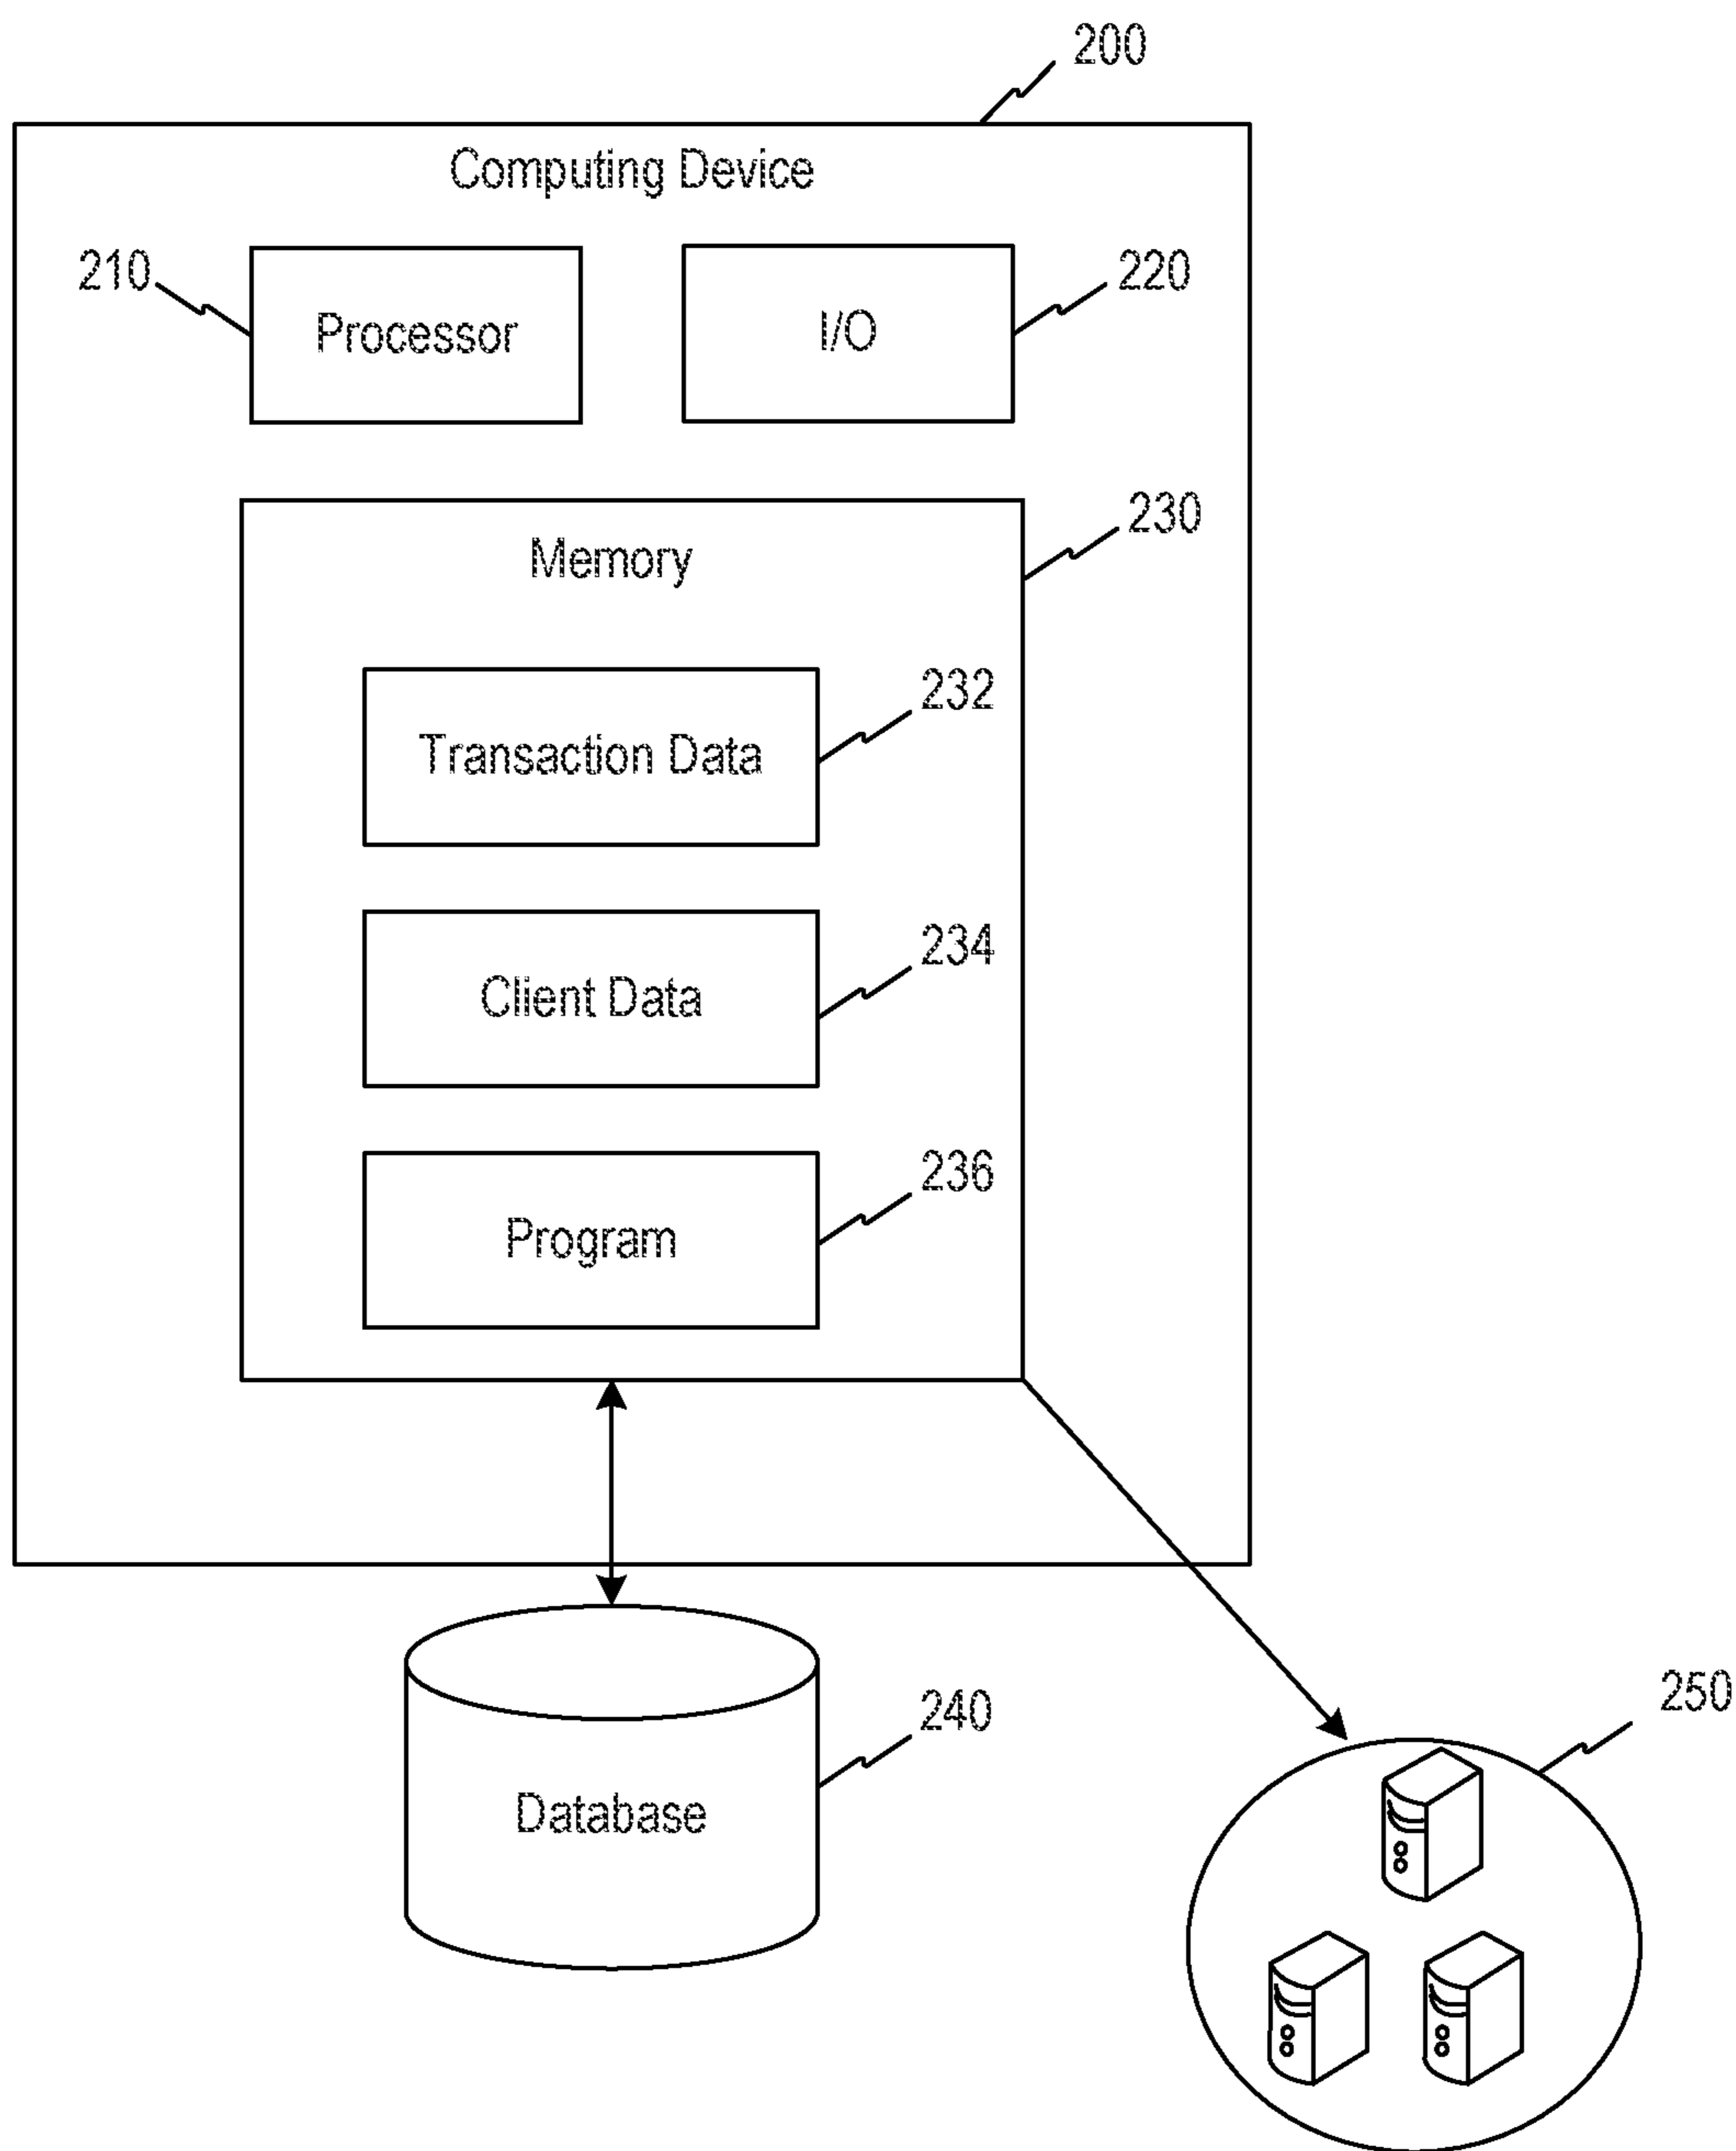 200
Computing Device
210
Processor
I/O
220
Memory
230
Transaction Data
232
Client Data
234
Program
236
Database
240
250